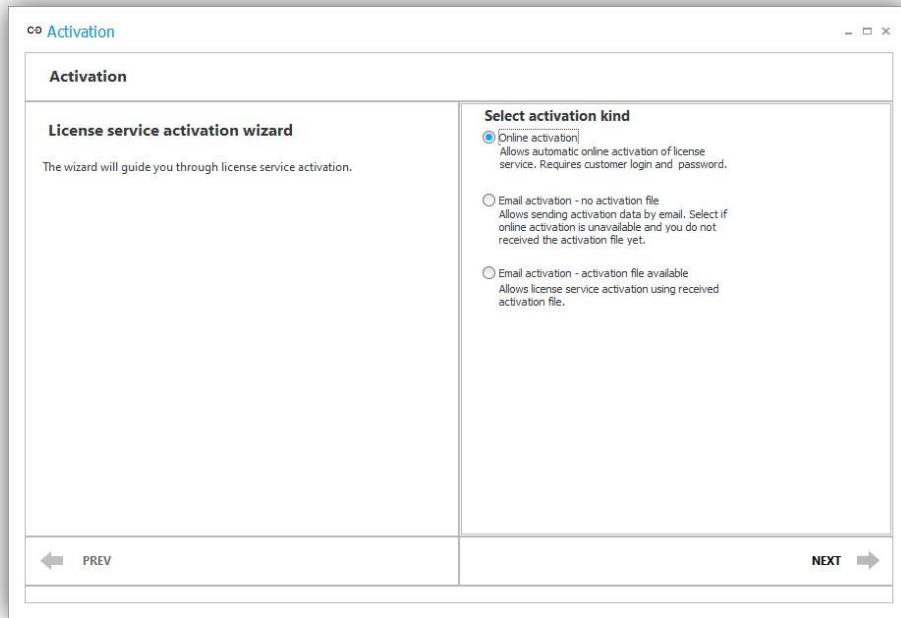 Activation
Activation
License service activation wizard
The wizard will guide you through license service activation.
Select activation kind
Online activation
Allows automatic online activation of license
service. Requires customer login and password.
Email activation - no activation file
Allows sending activation data by email. Select if
online activation is unavailable and you do not
received the activation file yet.
Email activation - activation file available
Allows license service activation using received
activation file.
PREV
NEXT